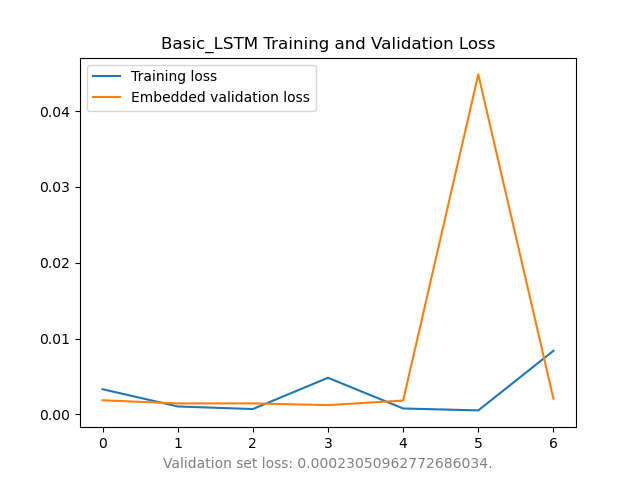 Basic_LSTM Training and Validation Loss
Training loss
Embedded validation loss
0.04
0.03
0.02
0.01
0.00
0 1 2 3 4 5 6
Validation set loss: 0.00023050962772686034.